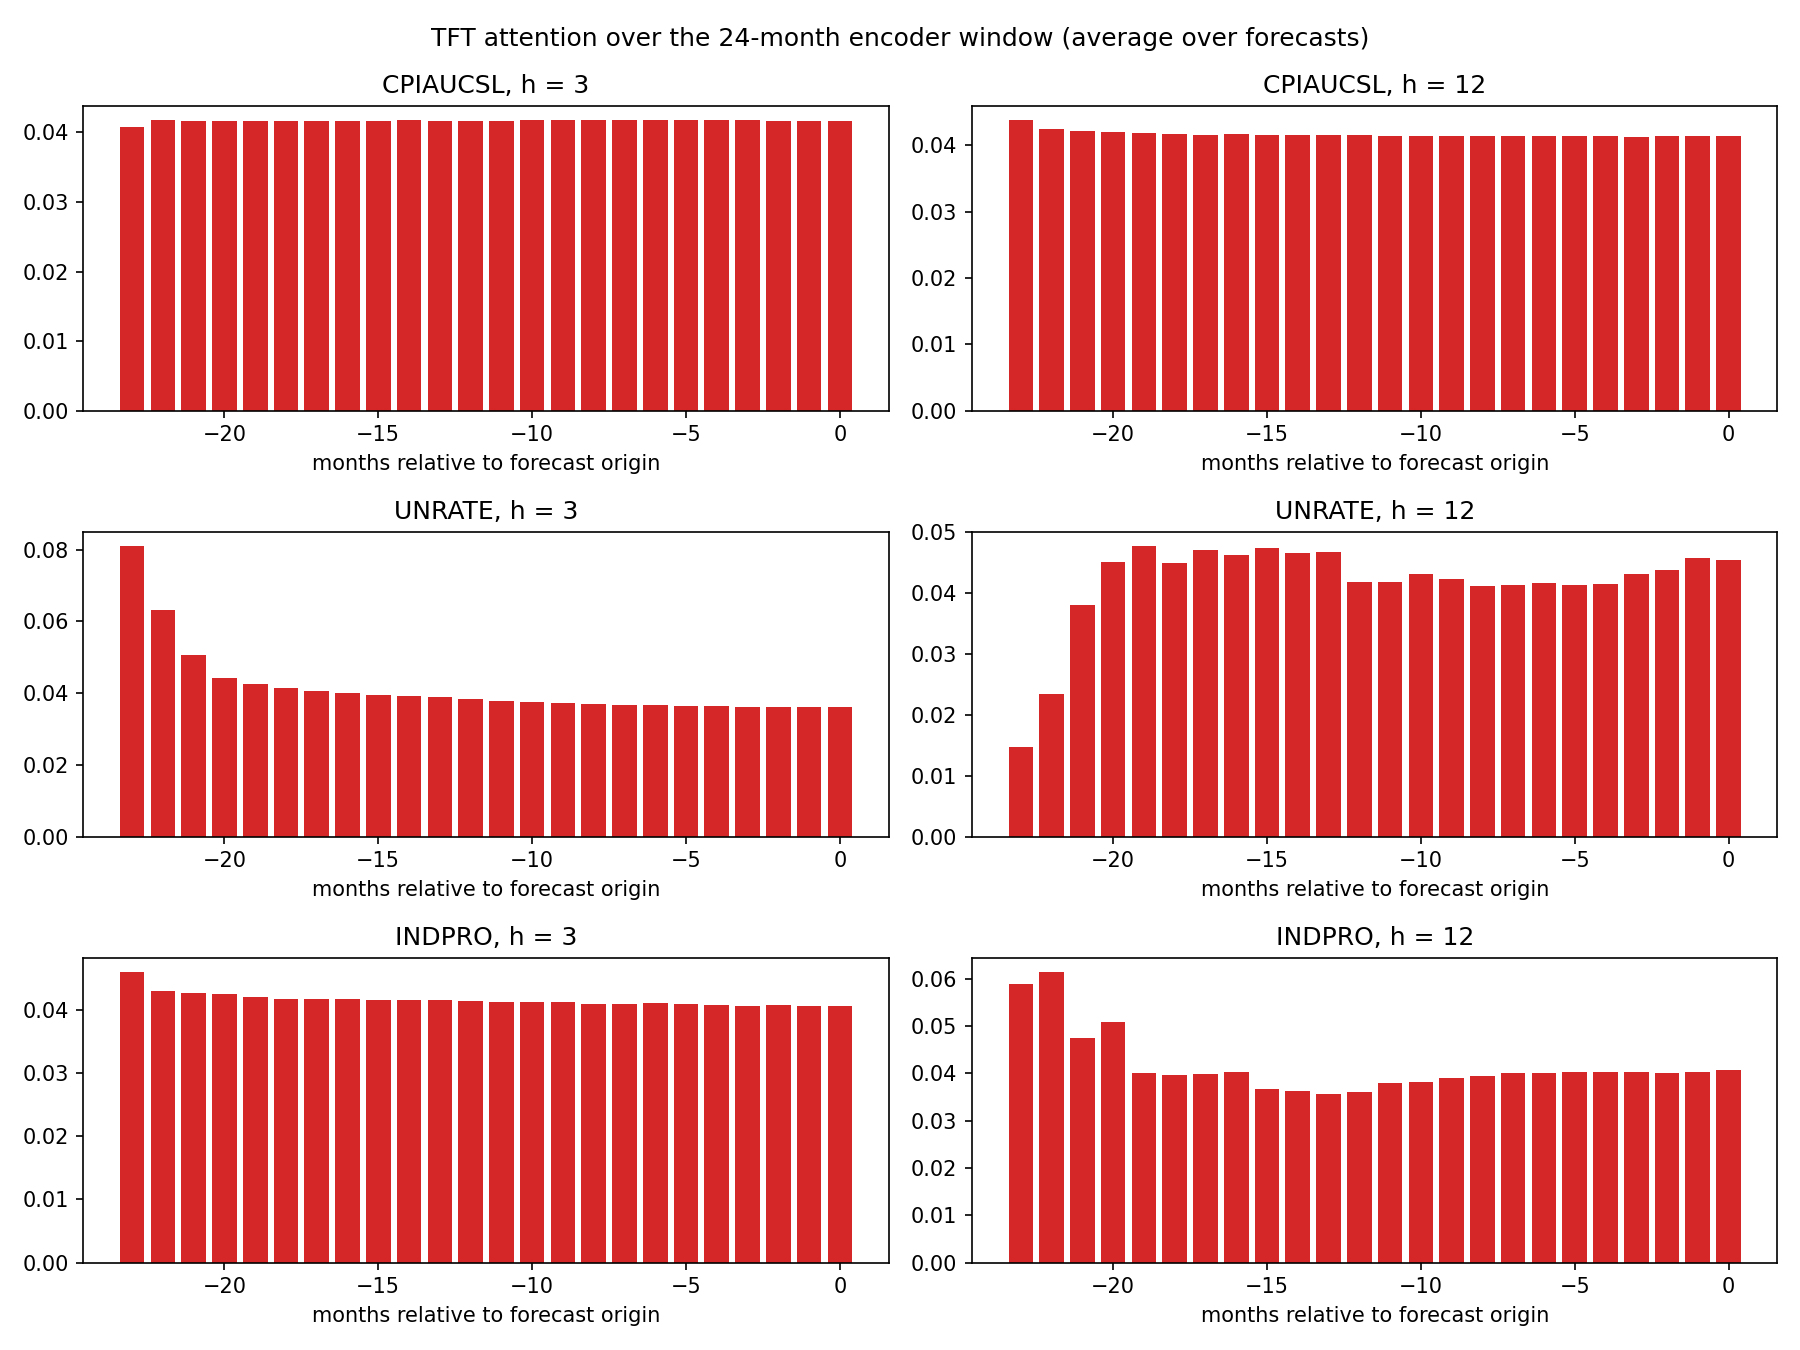 TFT attention over the 24-month encoder window (average over forecasts)
CPIAUCSL, h = 3
0.04
0.03
0.02
0.01
0.00
−20 −15 −10 −5 0
months relative to forecast origin
CPIAUCSL, h = 12
0.04
0.03
0.02
0.01
0.00
−20 −15 −10 −5 0
months relative to forecast origin
UNRATE, h = 3
0.08
0.06
0.04
0.02
0.00
−20 −15 −10 −5 0
months relative to forecast origin
UNRATE, h = 12
0.05
0.04
0.03
0.02
0.01
0.00
−20 −15 −10 −5 0
months relative to forecast origin
INDPRO, h = 3
0.04
0.03
0.02
0.01
0.00
−20 −15 −10 −5 0
months relative to forecast origin
INDPRO, h = 12
0.06
0.05
0.04
0.03
0.02
0.01
0.00
−20 −15 −10 −5 0
months relative to forecast origin